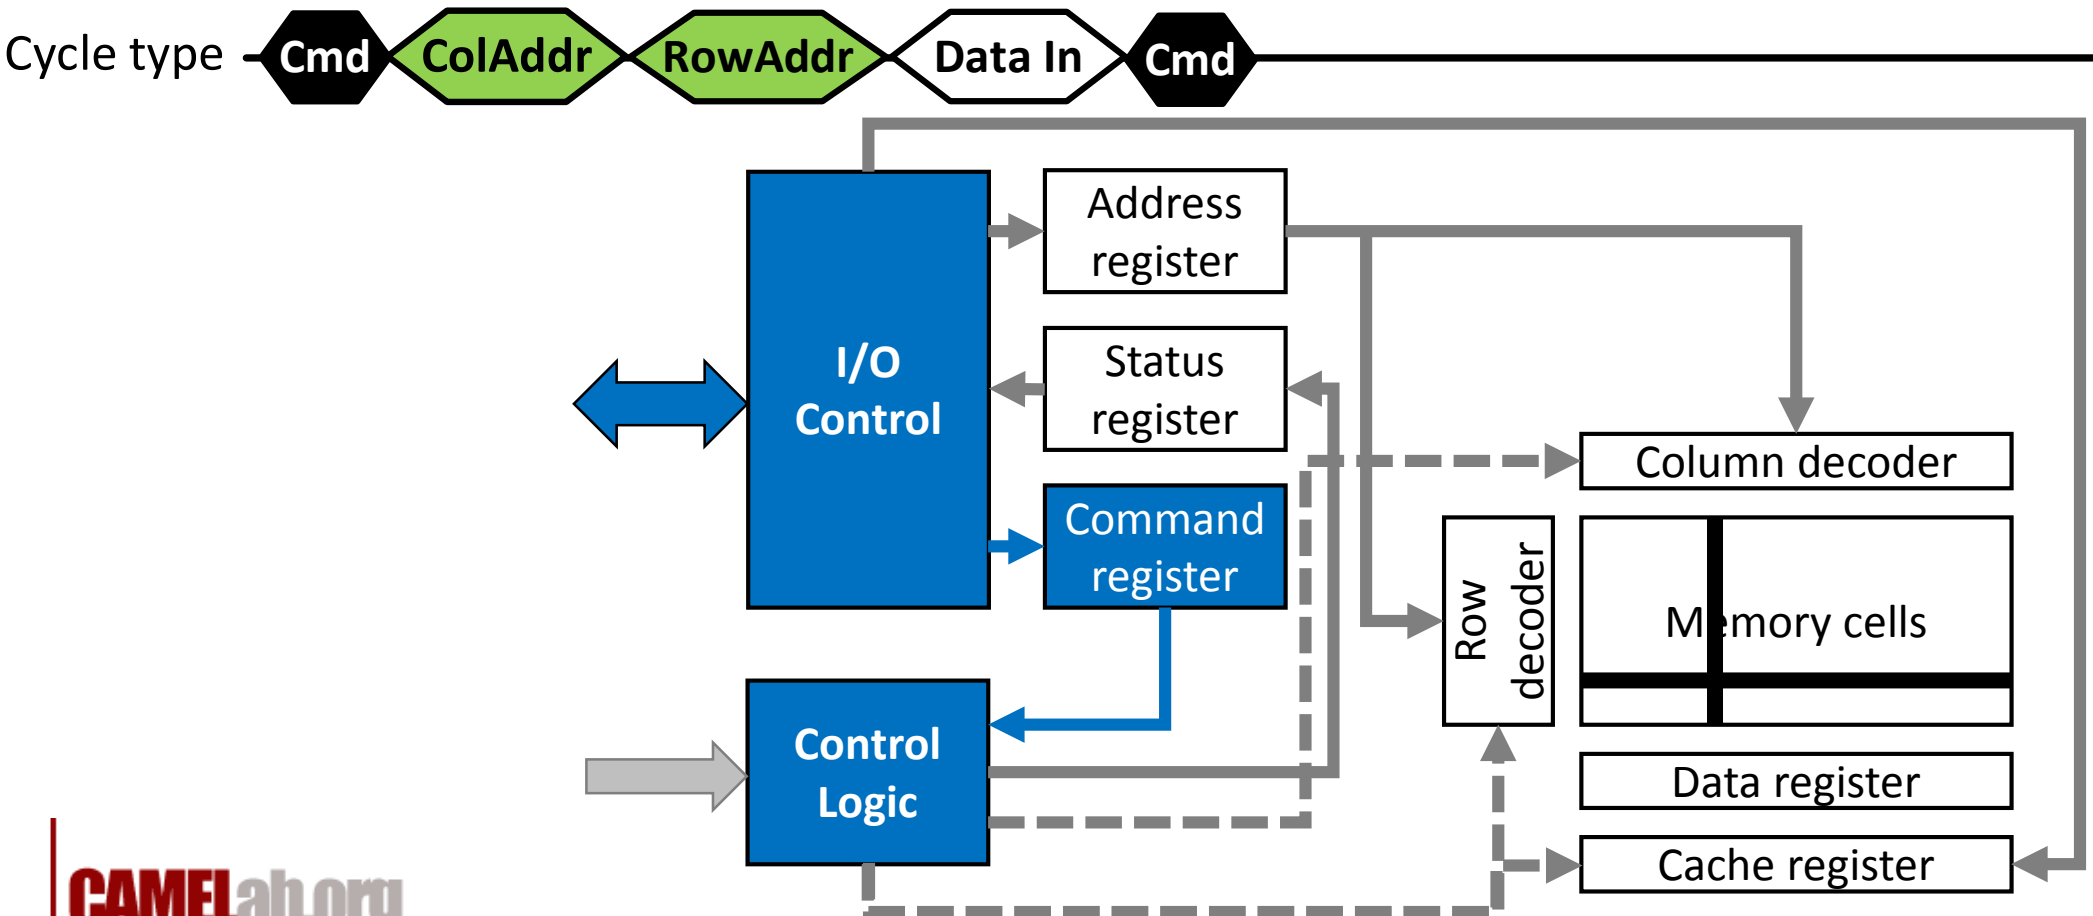 Cycle type
Cmd
ColAddr
RowAddr
Data In
Cmd
I/O
Control
Address
register
Status
register
Command
register
Control
Logic
Column decoder
Row
decoder
Memory cells
Data register
Cache register
CAMELab.org